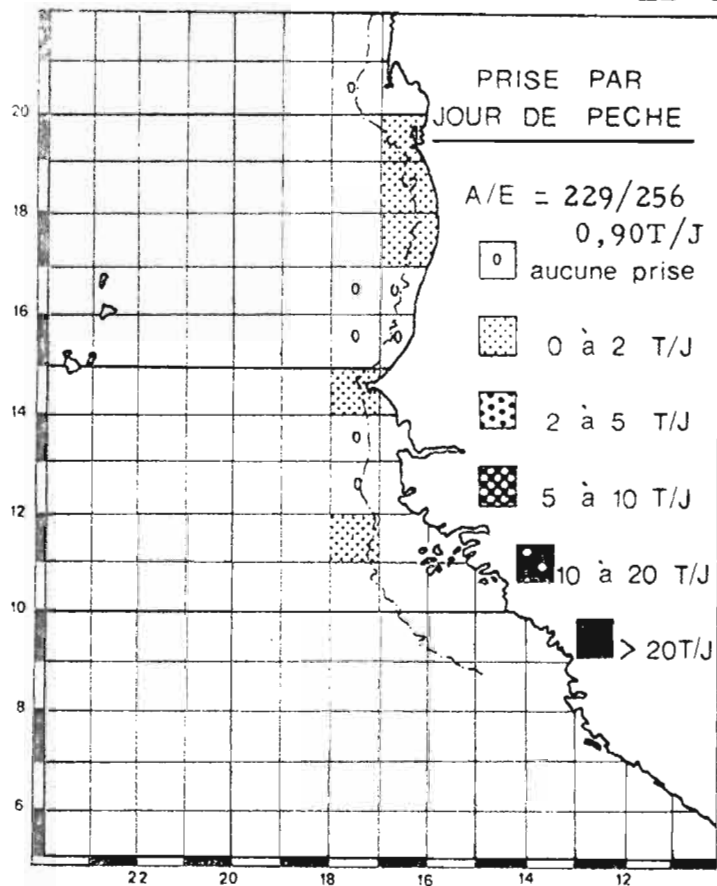 PRISE PAR
JOUR DE PECHE
A/E = 229/256
0,90T/J
0 aucune prise
0 à 2 T/J
2 à 5 T/J
5 à 10 T/J
10 à 20 T/J
> 20T/J
20
18
16
14
12
10
8
6
22 20 18 16 14 12
0
0 0
0 0
0
0